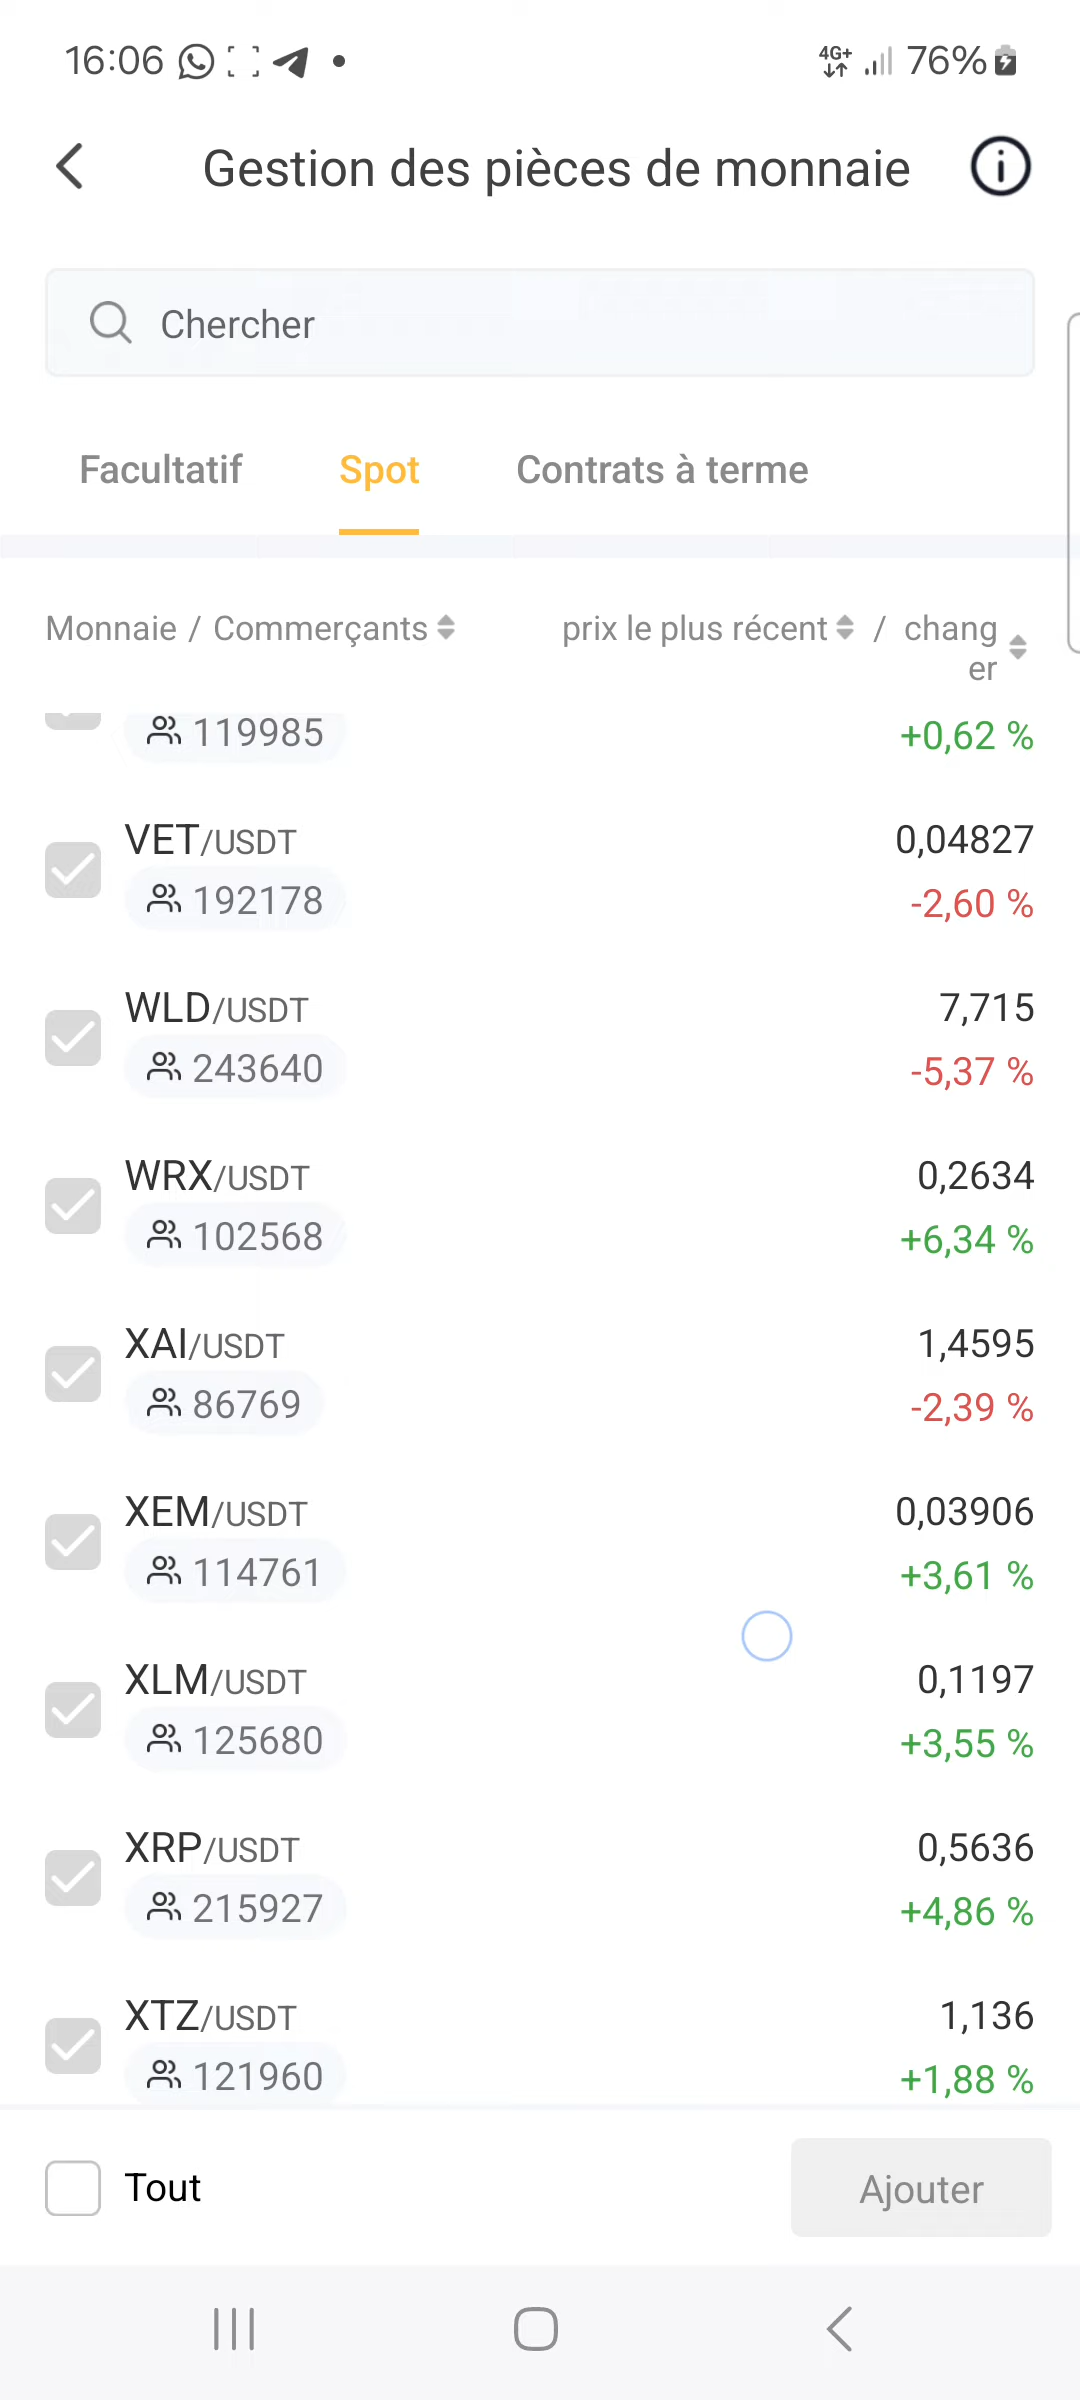 16:06
4G+ 76%
Gestion des pièces de monnaie
Chercher
Facultatif Spot Contrats à terme
Monnaie / Commerçants prix le plus récent / chang
er
119985 +0,62 %
VET/USDT 0,04827
192178 -2,60 %
WLD/USDT 7,715
243640 -5,37 %
WRX/USDT 0,2634
102568 +6,34 %
XAI/USDT 1,4595
86769 -2,39 %
XEM/USDT 0,03906
114761 +3,61 %
XLM/USDT 0,1197
125680 +3,55 %
XRP/USDT 0,5636
215927 +4,86 %
XTZ/USDT 1,136
121960 +1,88 %
Tout Ajouter